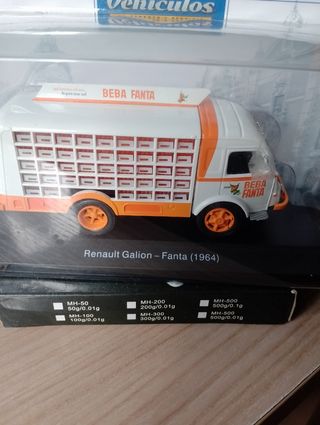 Vehículos
BEBA FANTA
BEBA
FANTA
Renault Galion – Fanta (1964)
MH-50
50g/0.01g
MH-200
200g/0.01g
MH-500
500g/0.1g
MH-100
100g/0.01g
MH-300
300g/0.01g
MH-500
500g/0.01g